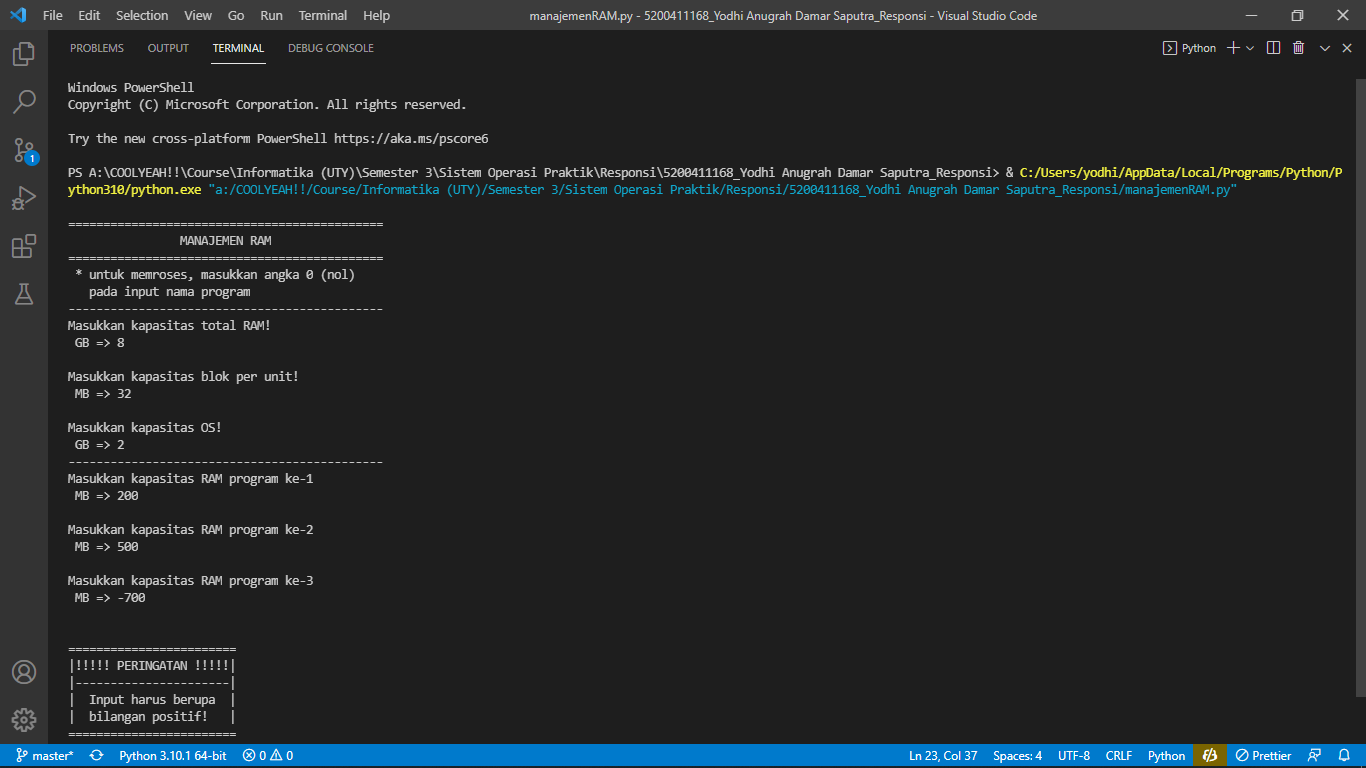 File Edit Selection View Go Run Terminal Help manajemenRAM.py - 5200411168_Yodhi Anugrah Damar Saputra_Responsi - Visual Studio Code
PROBLEMS OUTPUT TERMINAL DEBUG CONSOLE Python
Windows PowerShell
Copyright (C) Microsoft Corporation. All rights reserved.
Try the new cross-platform PowerShell https://aka.ms/pscore6
1
PS A:\COOLYEAH!!\Course\Informatika (UTY)\Semester 3\Sistem Operasi Praktik\Responsi\5200411168_Yodhi Anugrah Damar Saputra_Responsi> & C:/Users/yodhi/AppData/Local/Programs/Python/P
ython310/python.exe "a:/COOLYEAH!!/Course/Informatika (UTY)/Semester 3/Sistem Operasi Praktik/Responsi/5200411168_Yodhi Anugrah Damar Saputra_Responsi/manajemenRAM.py"
=============================================
MANAJEMEN RAM
=============================================
* untuk memroses, masukkan angka 0 (nol)
pada input nama program
---------------------------------------------
Masukkan kapasitas total RAM!
GB => 8
Masukkan kapasitas blok per unit!
MB => 32
Masukkan kapasitas OS!
GB => 2
---------------------------------------------
Masukkan kapasitas RAM program ke-1
MB => 200
Masukkan kapasitas RAM program ke-2
MB => 500
Masukkan kapasitas RAM program ke-3
MB => -700
========================
|!!!!! PERINGATAN !!!!!|
|----------------------|
| Input harus berupa |
| bilangan positif! |
========================
master* Python 3.10.1 64-bit 0 0 Ln 23, Col 37 Spaces: 4 UTF-8 CRLF Python Prettier